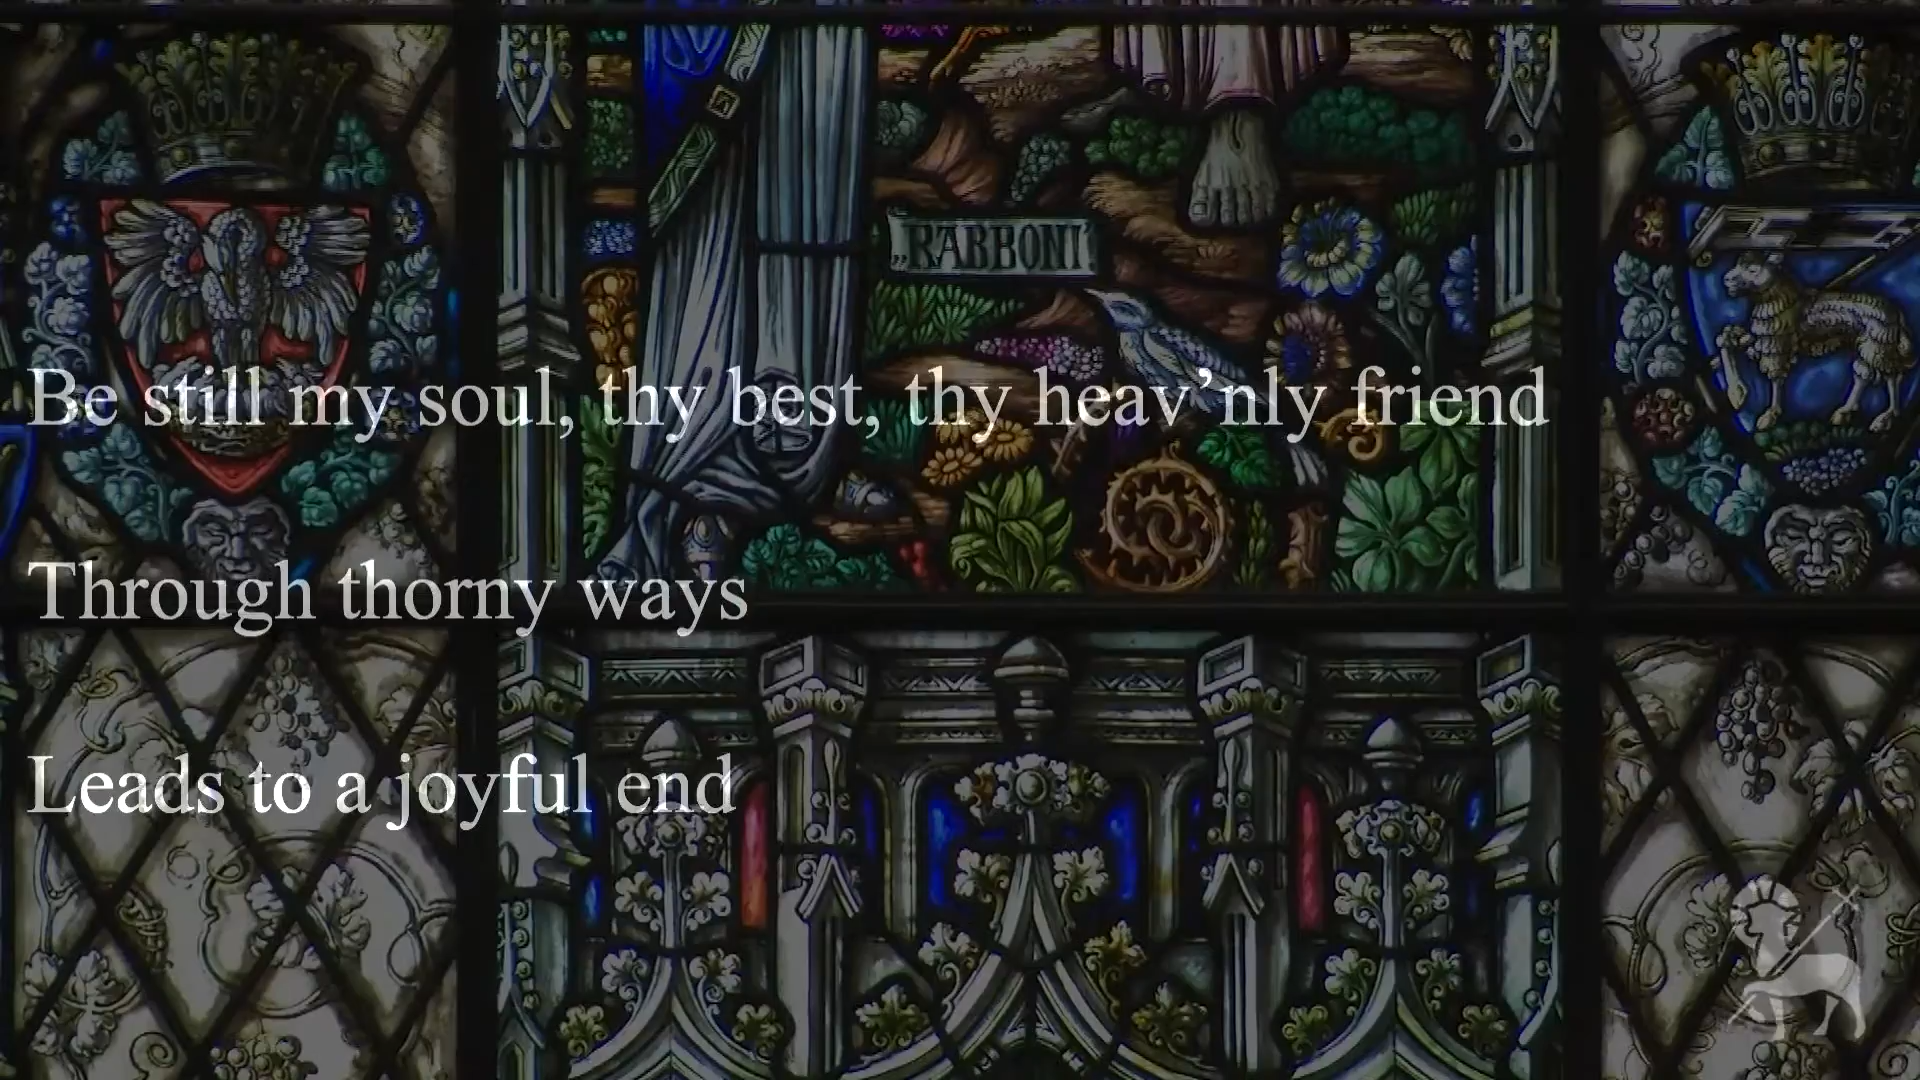 „RABBONI’
Be still my soul, thy best, thy heav’nly friend
Through thorny ways
Leads to a joyful end